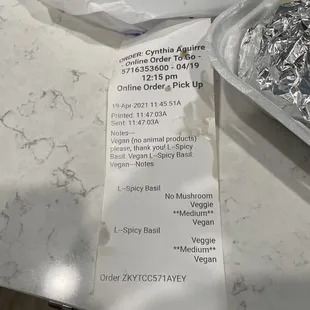 ORDER: Cynthia Aguirre
- Online Order To Go -
5716353600 - 04/19
12:15 pm
Online Order - Pick Up
19-Apr-2021 11:45:51A
Printed: 11:47:03A
Sent: 11:47:03A
Notes---
Vegan (no animal products)
please, thank you! L--Spicy
Basil. Vegan L--Spicy Basil.
Vegan---Notes
L--Spicy Basil
No Mushroom
Veggie
**Medium**
Vegan
L--Spicy Basil
Veggie
**Medium**
Vegan
Order ZKYTCC571AYEY